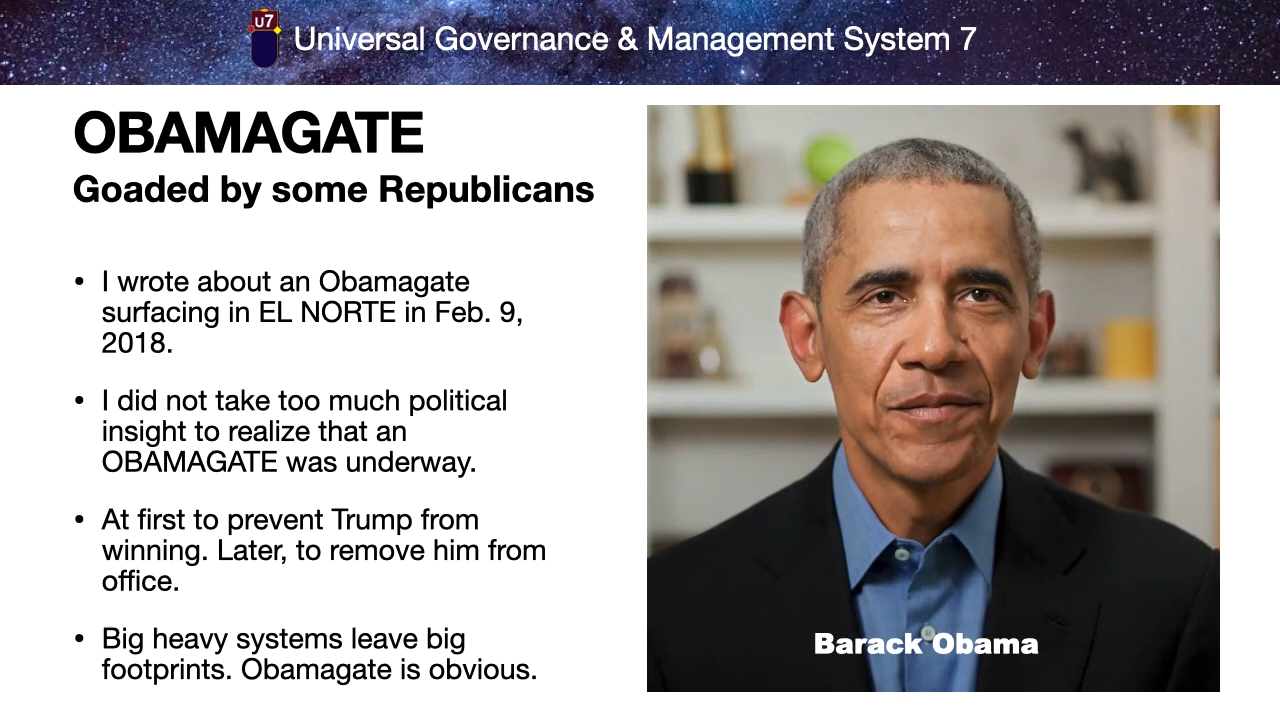 U7
Universal Governance & Management System 7
OBAMAGATE
Goaded by some Republicans
• I wrote about an Obamagate
surfacing in EL NORTE in Feb. 9,
2018.
• I did not take too much political
insight to realize that an
OBAMAGATE was underway.
• At first to prevent Trump from
winning. Later, to remove him from
office.
• Big heavy systems leave big
footprints. Obamagate is obvious.
Barack Obama